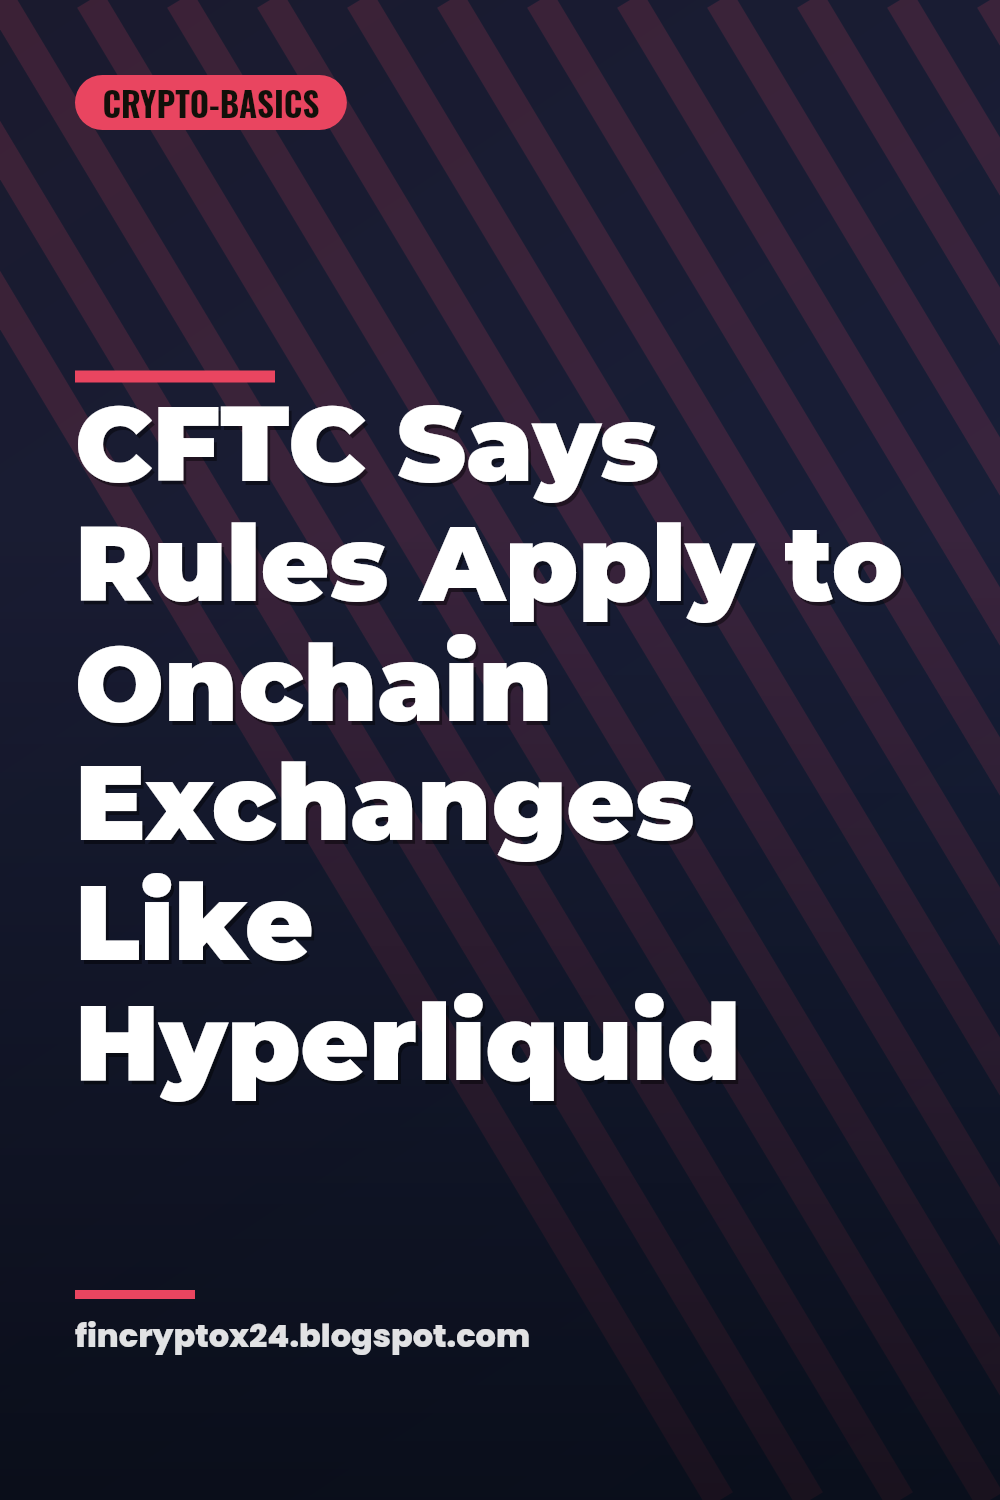 CRYPTO-BASICS
CFTC Says
Rules Apply to
Onchain
Exchanges
Like
Hyperliquid
fincryptox24.blogspot.com